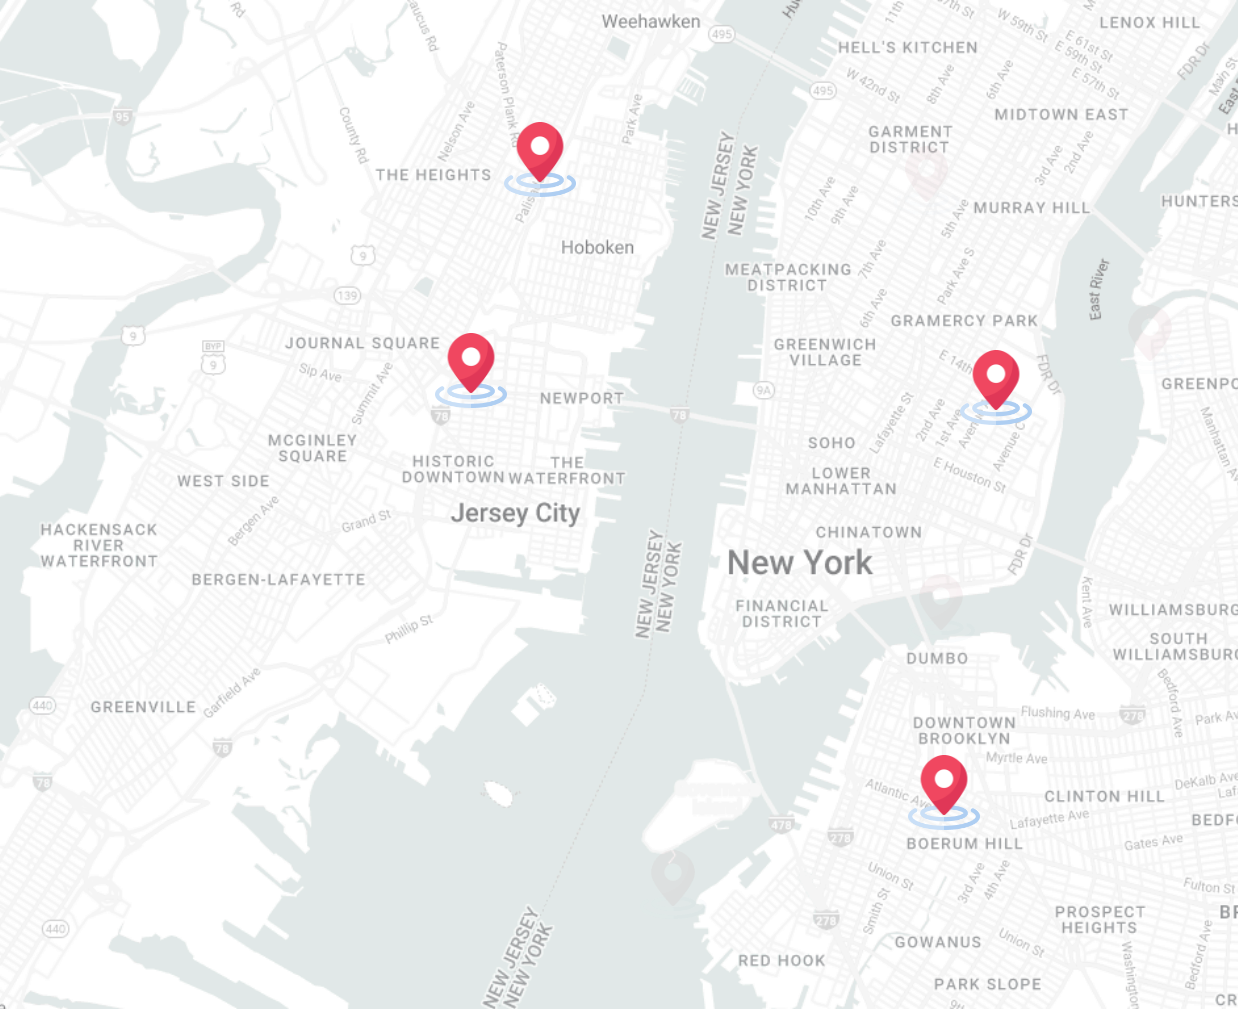 Weehawken
495
LENOX HILL
HELL'S KITCHEN
W 59th St
E 61st St
E 59th St
E 57th St
FDR Dr
Main St
11th
W 42nd St
8th Ave
6th Ave
495
95
MIDTOWN EAST
GARMENT
DISTRICT
County Rd
Nelson Ave
Paterson Plank Rd
Park Ave
THE HEIGHTS
NEW JERSEY
NEW YORK
3rd Ave
2nd Ave
10th Ave
9th Ave
5th Ave
MURRAY HILL
HUNTERS
Hoboken
9
7th Ave
Park Ave S
6th Ave
MEATPACKING
DISTRICT
East River
139
GRAMERCY PARK
9
BYP
9
JOURNAL SQUARE
GREENWICH
VILLAGE
Sip Ave
Summit Ave
E 14th
FDR Dr
GREENPO
78
NEWPORT
78
9A
Lafayette St
2nd Ave
1st Ave
Avenue C
Manhattan Av
MCGINLEY
SQUARE
SOHO
HISTORIC
DOWNTOWN
THE
WATERFRONT
LOWER
MANHATTAN
E Houston St
WEST SIDE
Bergen Ave
Grand St
Jersey City
HACKENSACK
RIVER
WATERFRONT
CHINATOWN
New York
FDR Dr
BERGEN-LAFAYETTE
NEW JERSEY
NEW YORK
FINANCIAL
DISTRICT
Kent Ave
WILLIAMSBURG
Phillip St
SOUTH
WILLIAMSBURG
DUMBO
Garfield Ave
Bedford Ave
440
GREENVILLE
Flushing Ave
278
Park Av
DOWNTOWN
BROOKLYN
78
Myrtle Ave
78
Atlantic Ave
CLINTON HILL
DeKalb Ave
Laf
478
278
Lafayette Ave
BEDFO
BOERUM HILL
Gates Ave
Union St
3rd Ave
4th Ave
Fulton St
Smith St
278
PROSPECT
HEIGHTS
BR
440
NEW JERSEY
NEW YORK
GOWANUS
Union St
RED HOOK
PARK SLOPE
Washington
Bedford Ave
CR